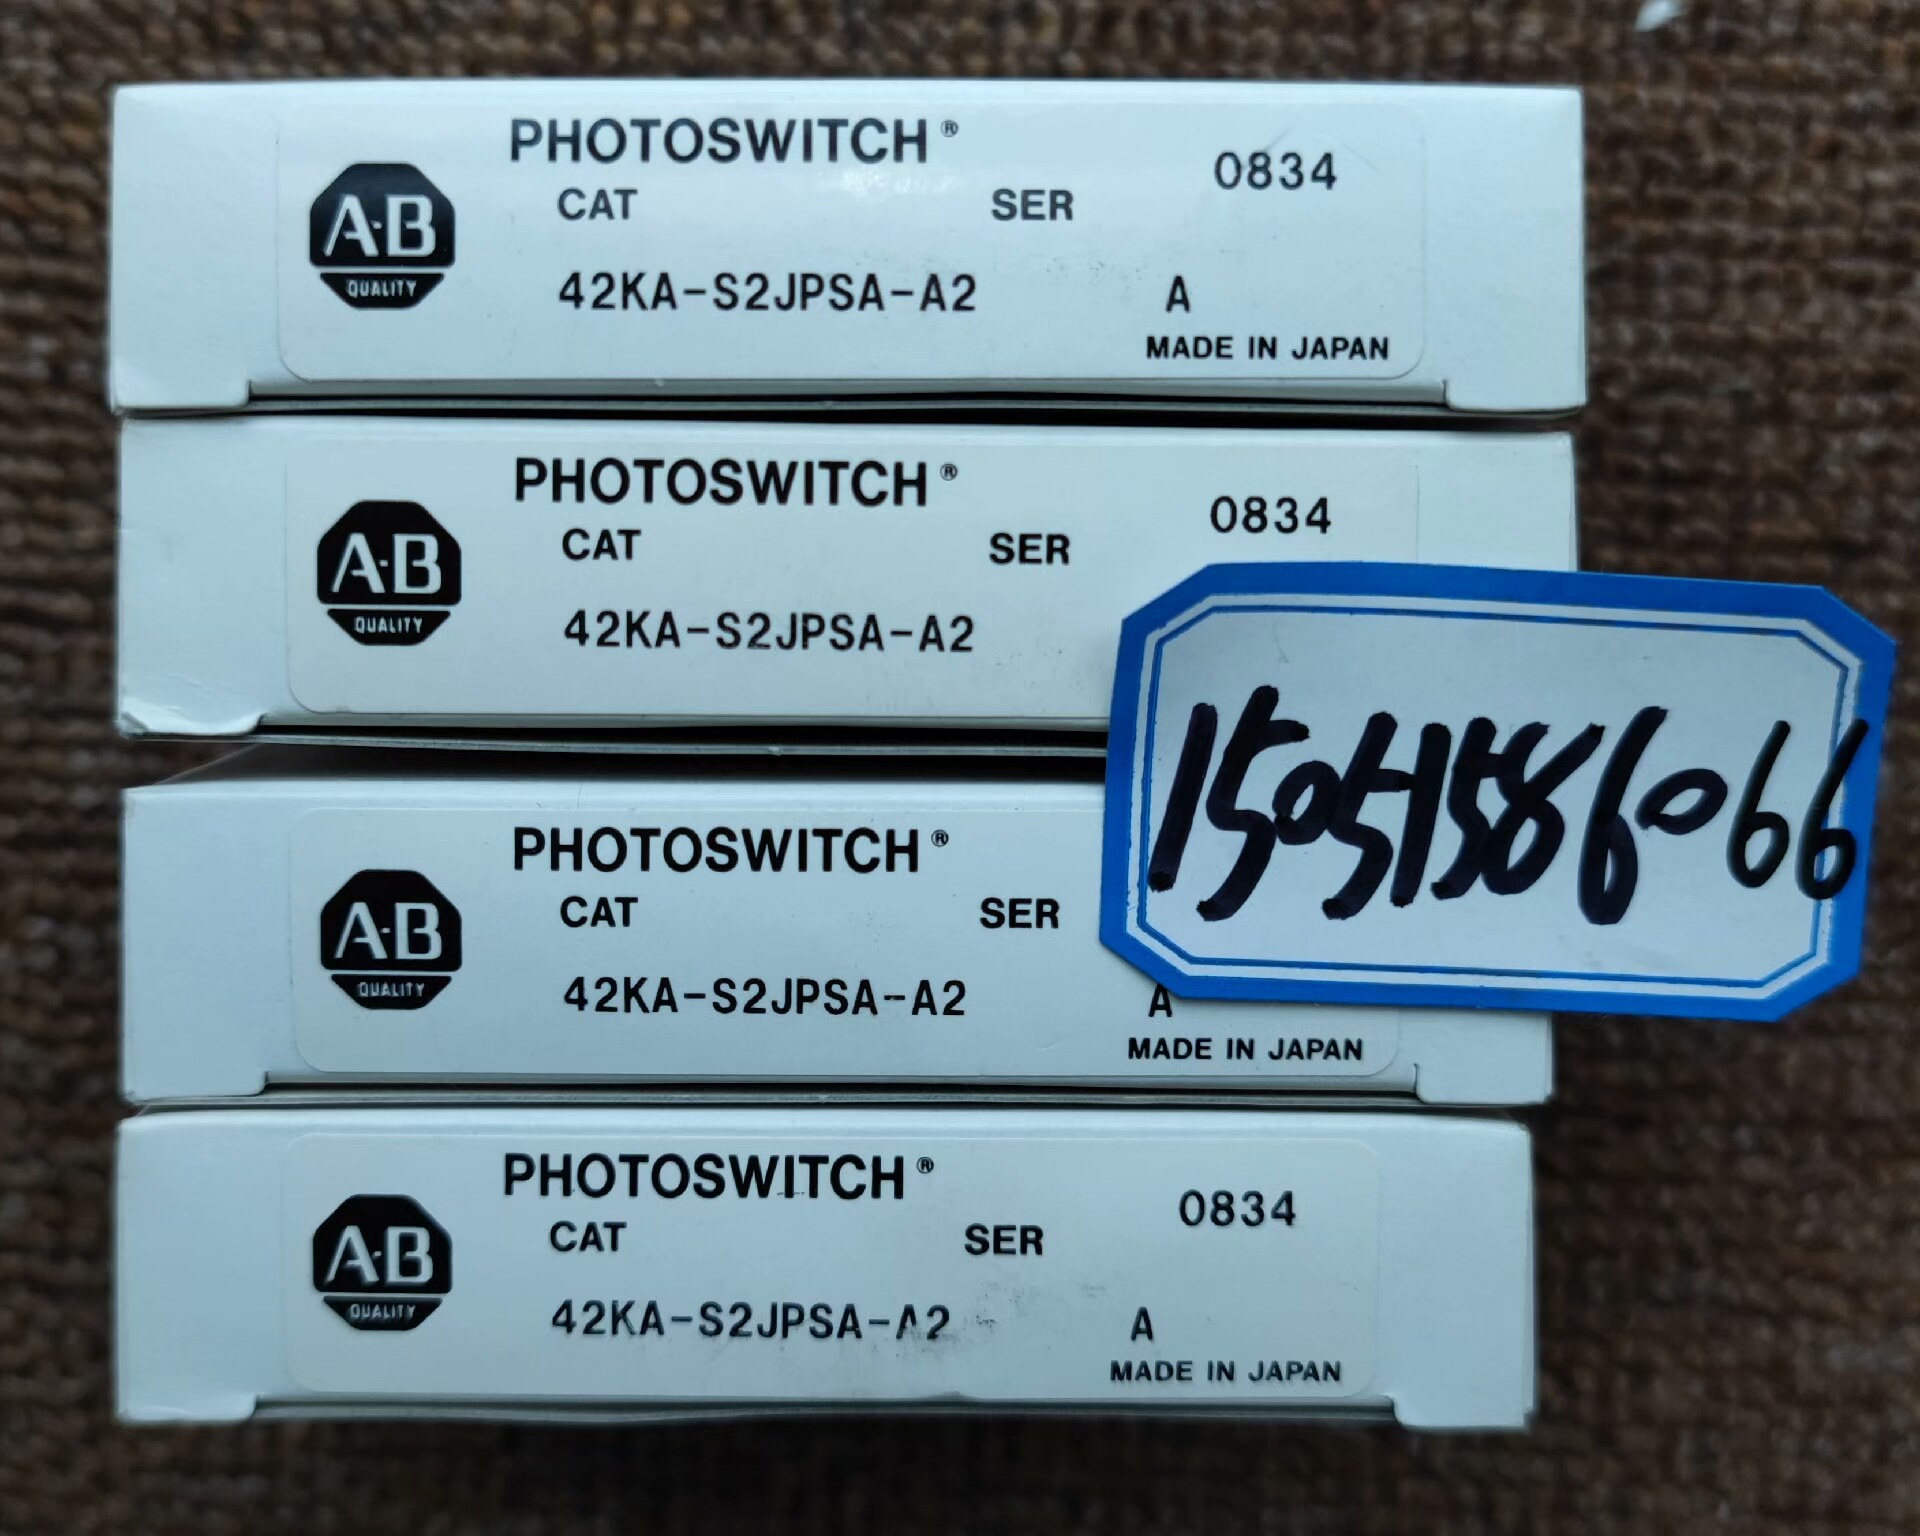 PHOTOSWITCH®
0834
CAT SER
A·B
QUALITY
42KA-S2JPSA-A2 A
MADE IN JAPAN
PHOTOSWITCH®
0834
CAT SER
A·B
QUALITY
42KA-S2JPSA-A2
15051586066
PHOTOSWITCH®
CAT SER
A·B
QUALITY
42KA-S2JPSA-A2 A
MADE IN JAPAN
PHOTOSWITCH®
0834
CAT SER
A·B
QUALITY
42KA-S2JPSA-A2 A
MADE IN JAPAN